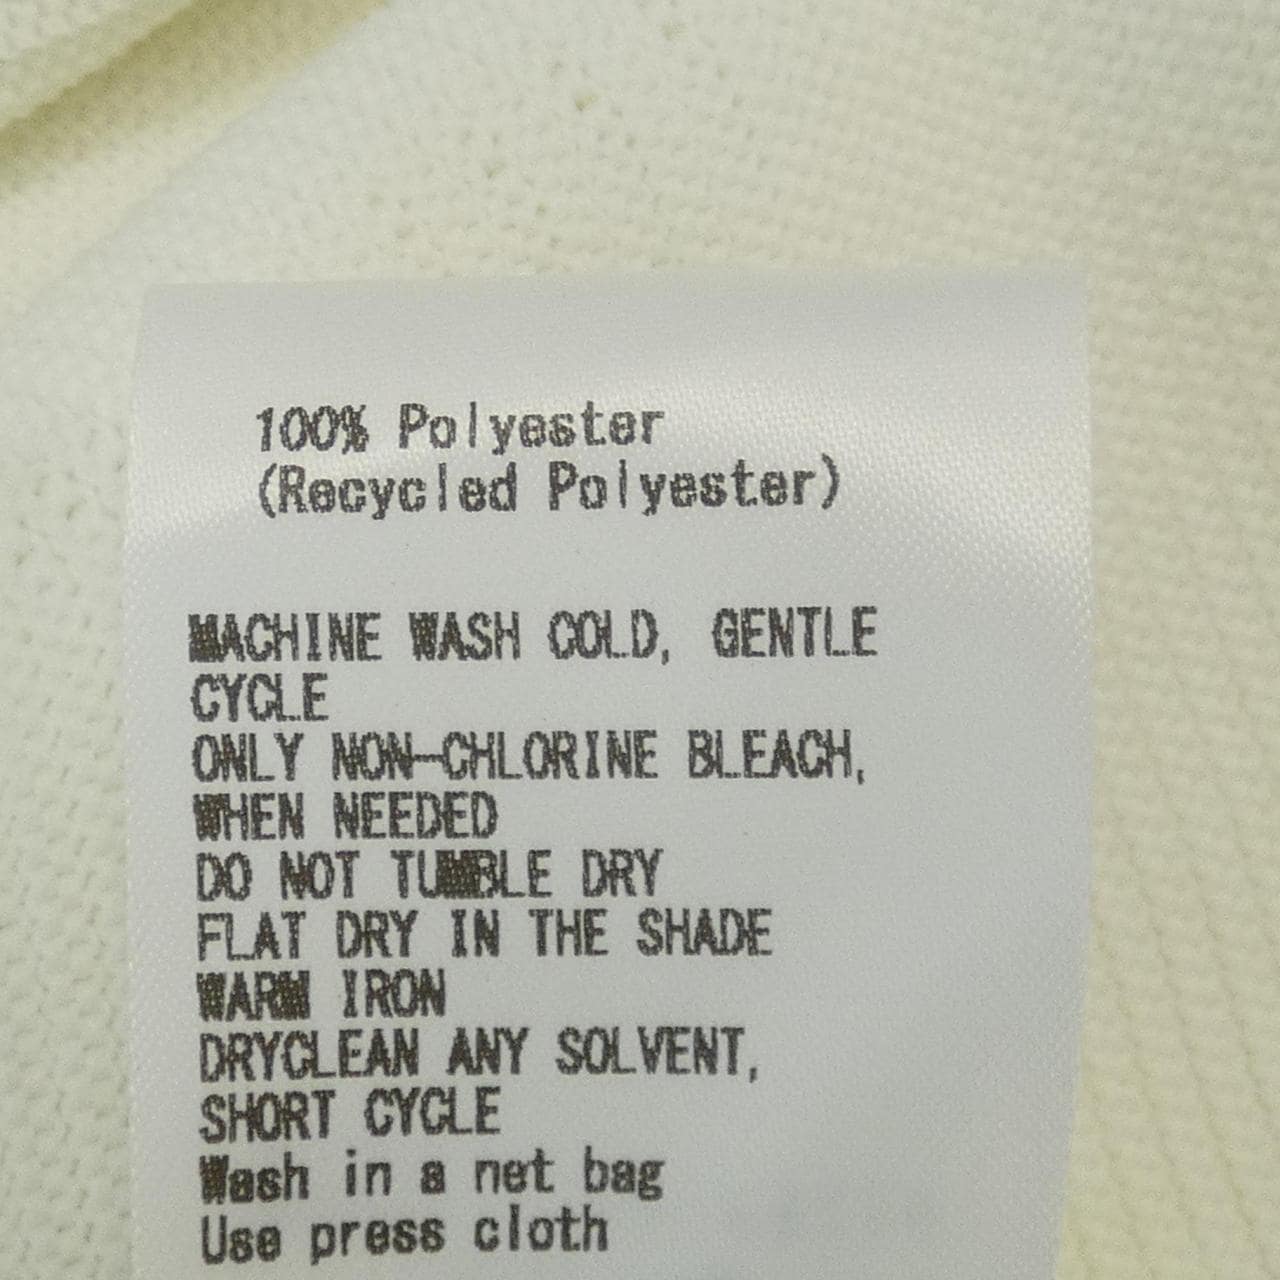 100% Polyester
(Recycled Polyester)
MACHINE WASH COLD, GENTLE
CYCLE
ONLY NON-CHLORINE BLEACH,
WHEN NEEDED
DO NOT TUMBLE DRY
FLAT DRY IN THE SHADE
WARM IRON
DRYCLEAN ANY SOLVENT,
SHORT CYCLE
Wash in a net bag
Use press cloth